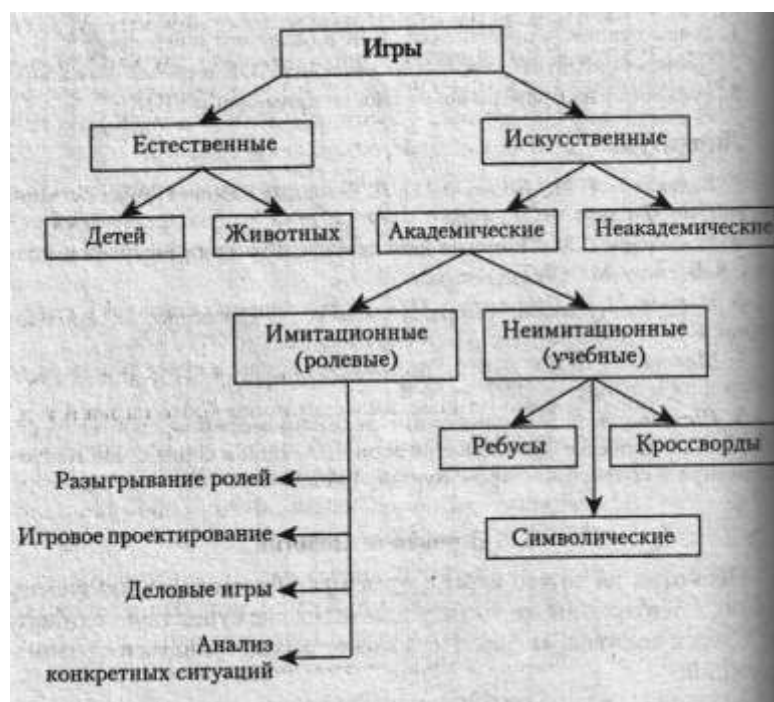 Игры
Естественные
Искусственные
Детей
Животных
Академические
Неакадемические
Имитационные
(ролевые)
Неимитационные
(учебные)
Ребусы
Кроссворды
Символические
Разыгрывание ролей
Игровое проектирование
Деловые игры
Анализ
конкретных ситуаций